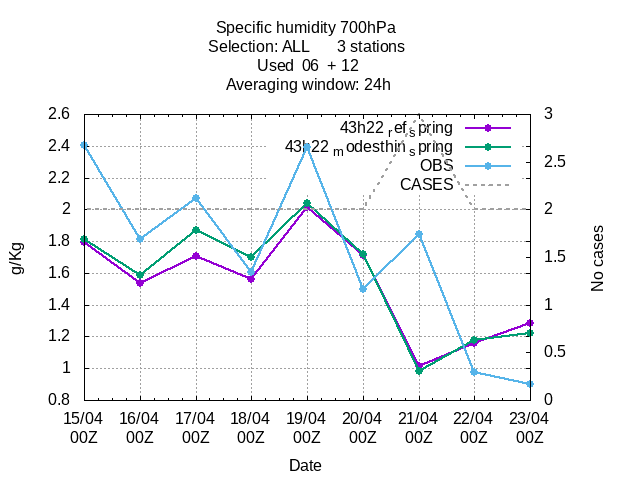 Specific humidity 700hPa
Selection: ALL 3 stations
Used 06 + 12
Averaging window: 24h
2.6
2.4
2.2
2
1.8
1.6
1.4
1.2
1
0.8
g/Kg
43h22 refspring
43h22 modesthinspring
OBS
CASES
3
2.5
2
1.5
1
0.5
0
No cases
15/04 16/04 17/04 18/04 19/04 20/04 21/04 22/04 23/04
00Z 00Z 00Z 00Z 00Z 00Z 00Z 00Z 00Z
Date